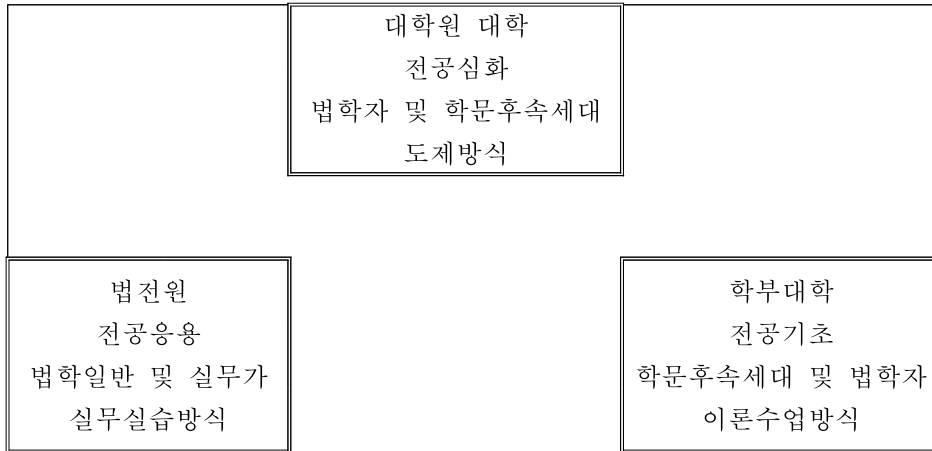 대학원 대학
전공심화
법학자 및 학문후속세대
도제방식
법전원
전공응용
법학일반 및 실무가
실무실습방식
학부대학
전공기초
학문후속세대 및 법학자
이론수업방식